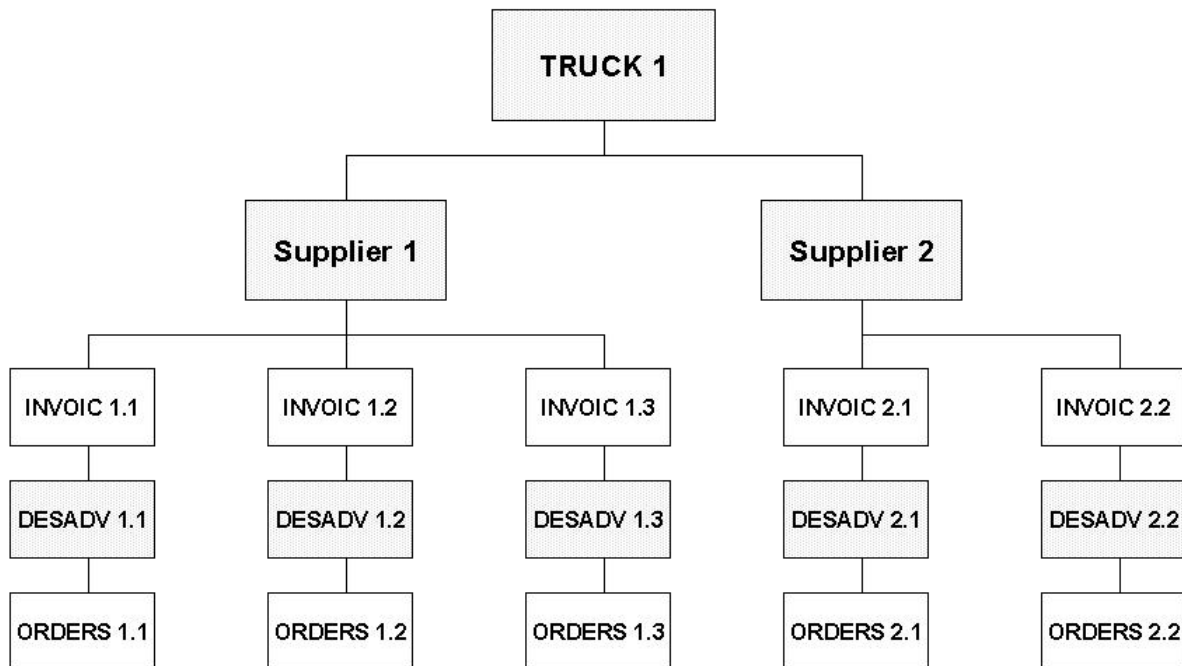 TRUCK 1
Supplier 1
Supplier 2
INVOIC 1.1
INVOIC 1.2
INVOIC 1.3
INVOIC 2.1
INVOIC 2.2
DESADV 1.1
DESADV 1.2
DESADV 1.3
DESADV 2.1
DESADV 2.2
ORDERS 1.1
ORDERS 1.2
ORDERS 1.3
ORDERS 2.1
ORDERS 2.2